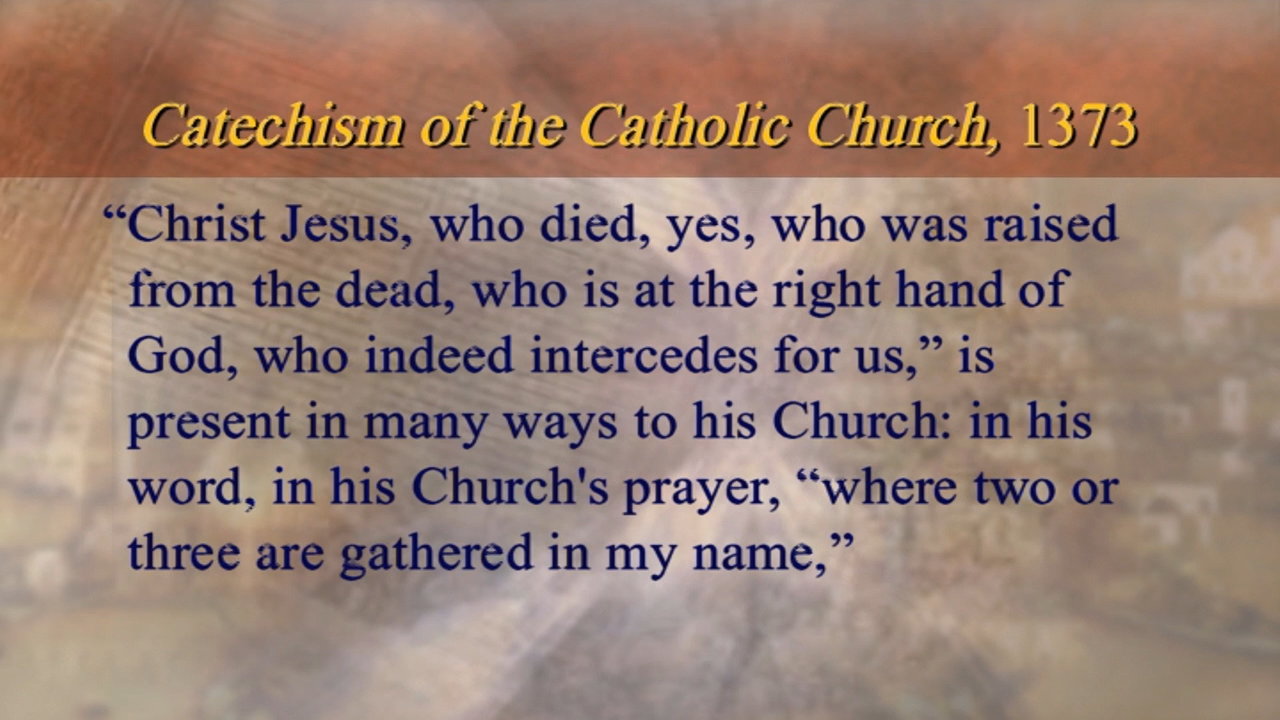 Catechism of the Catholic Church, 1373
“Christ Jesus, who died, yes, who was raised
from the dead, who is at the right hand of
God, who indeed intercedes for us,” is
present in many ways to his Church: in his
word, in his Church's prayer, “where two or
three are gathered in my name,”